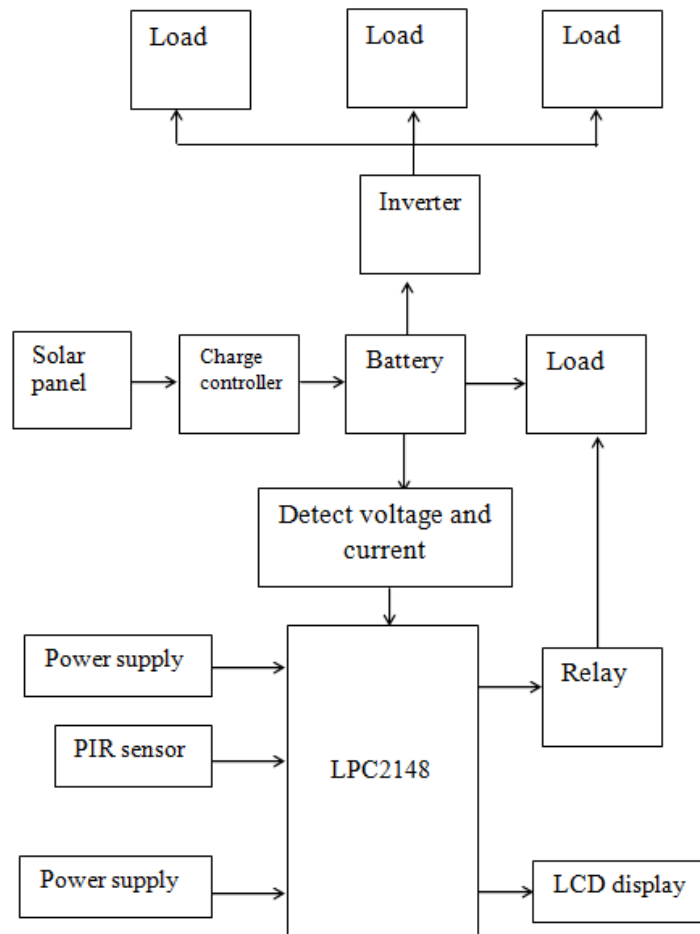 Load
Load
Load
Inverter
Solar
panel
Charge
controller
Battery
Load
Detect voltage and
current
Power supply
PIR sensor
Power supply
LPC2148
Relay
LCD display